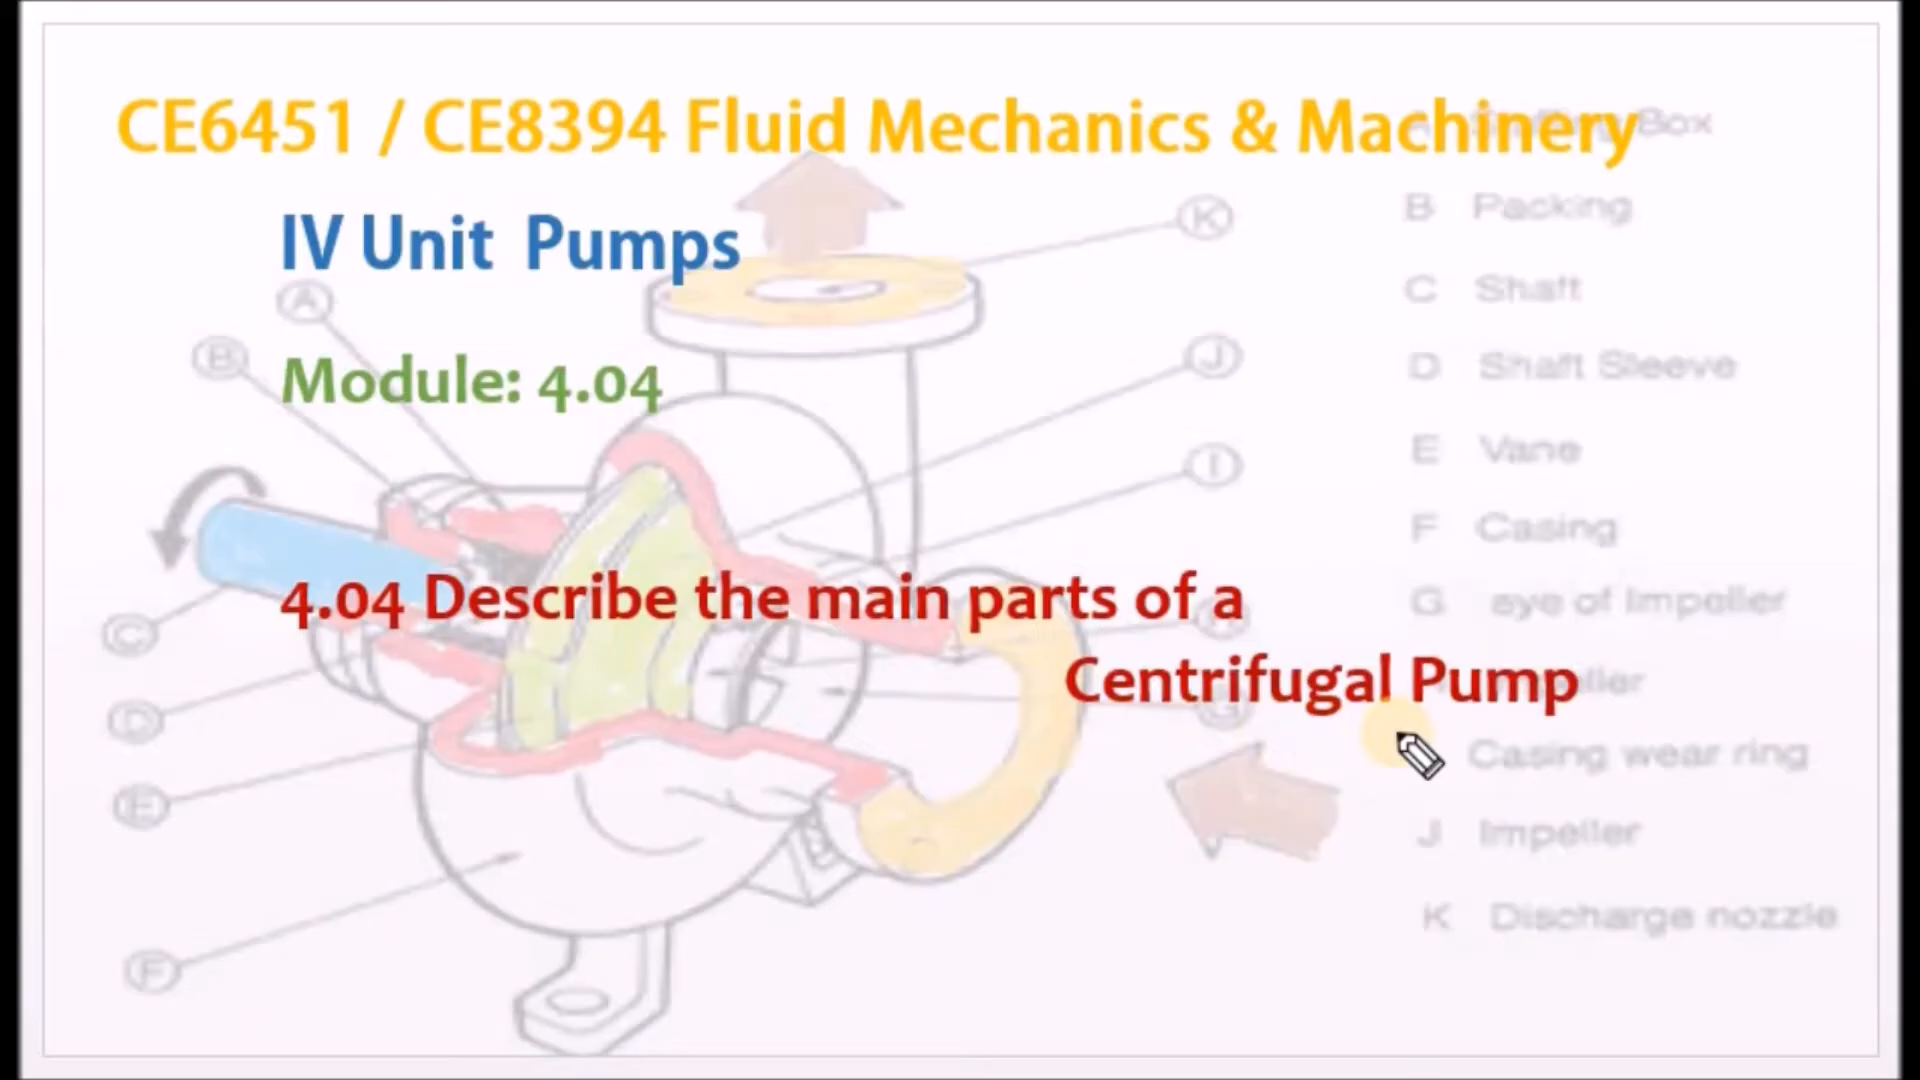 CE6451 / CE8394 Fluid Mechanics & Machinery
IV Unit Pumps
Module: 4.04
4.04 Describe the main parts of a
Centrifugal Pump
A
B
C
D
E
F
K
J
I
G
Box
B Packing
C Shaft
D Shaft Sleeve
E Vane
F Casing
G eye of Impeller
Casing wear ring
J Impeller
K Discharge nozzle